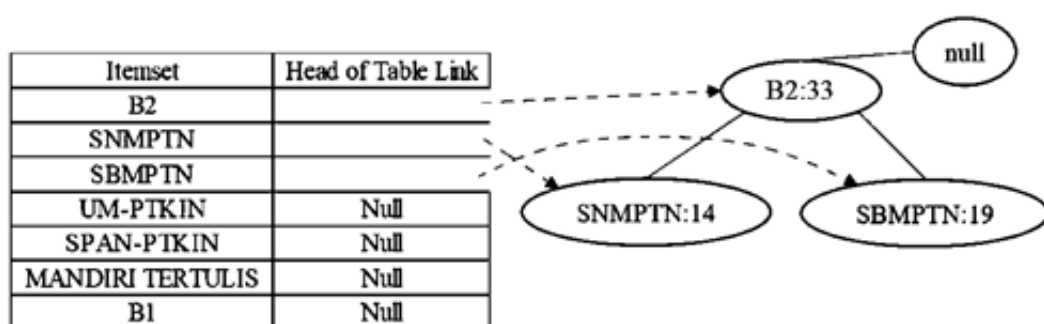 Itemset Head of Table Link
B2
SNMPTN
SBMPTN
UM-PTKIN Null
SPAN-PTKIN Null
MANDIRI TERTULIS Null
B1 Null
null
B2:33
SNMPTN:14
SBMPTN:19